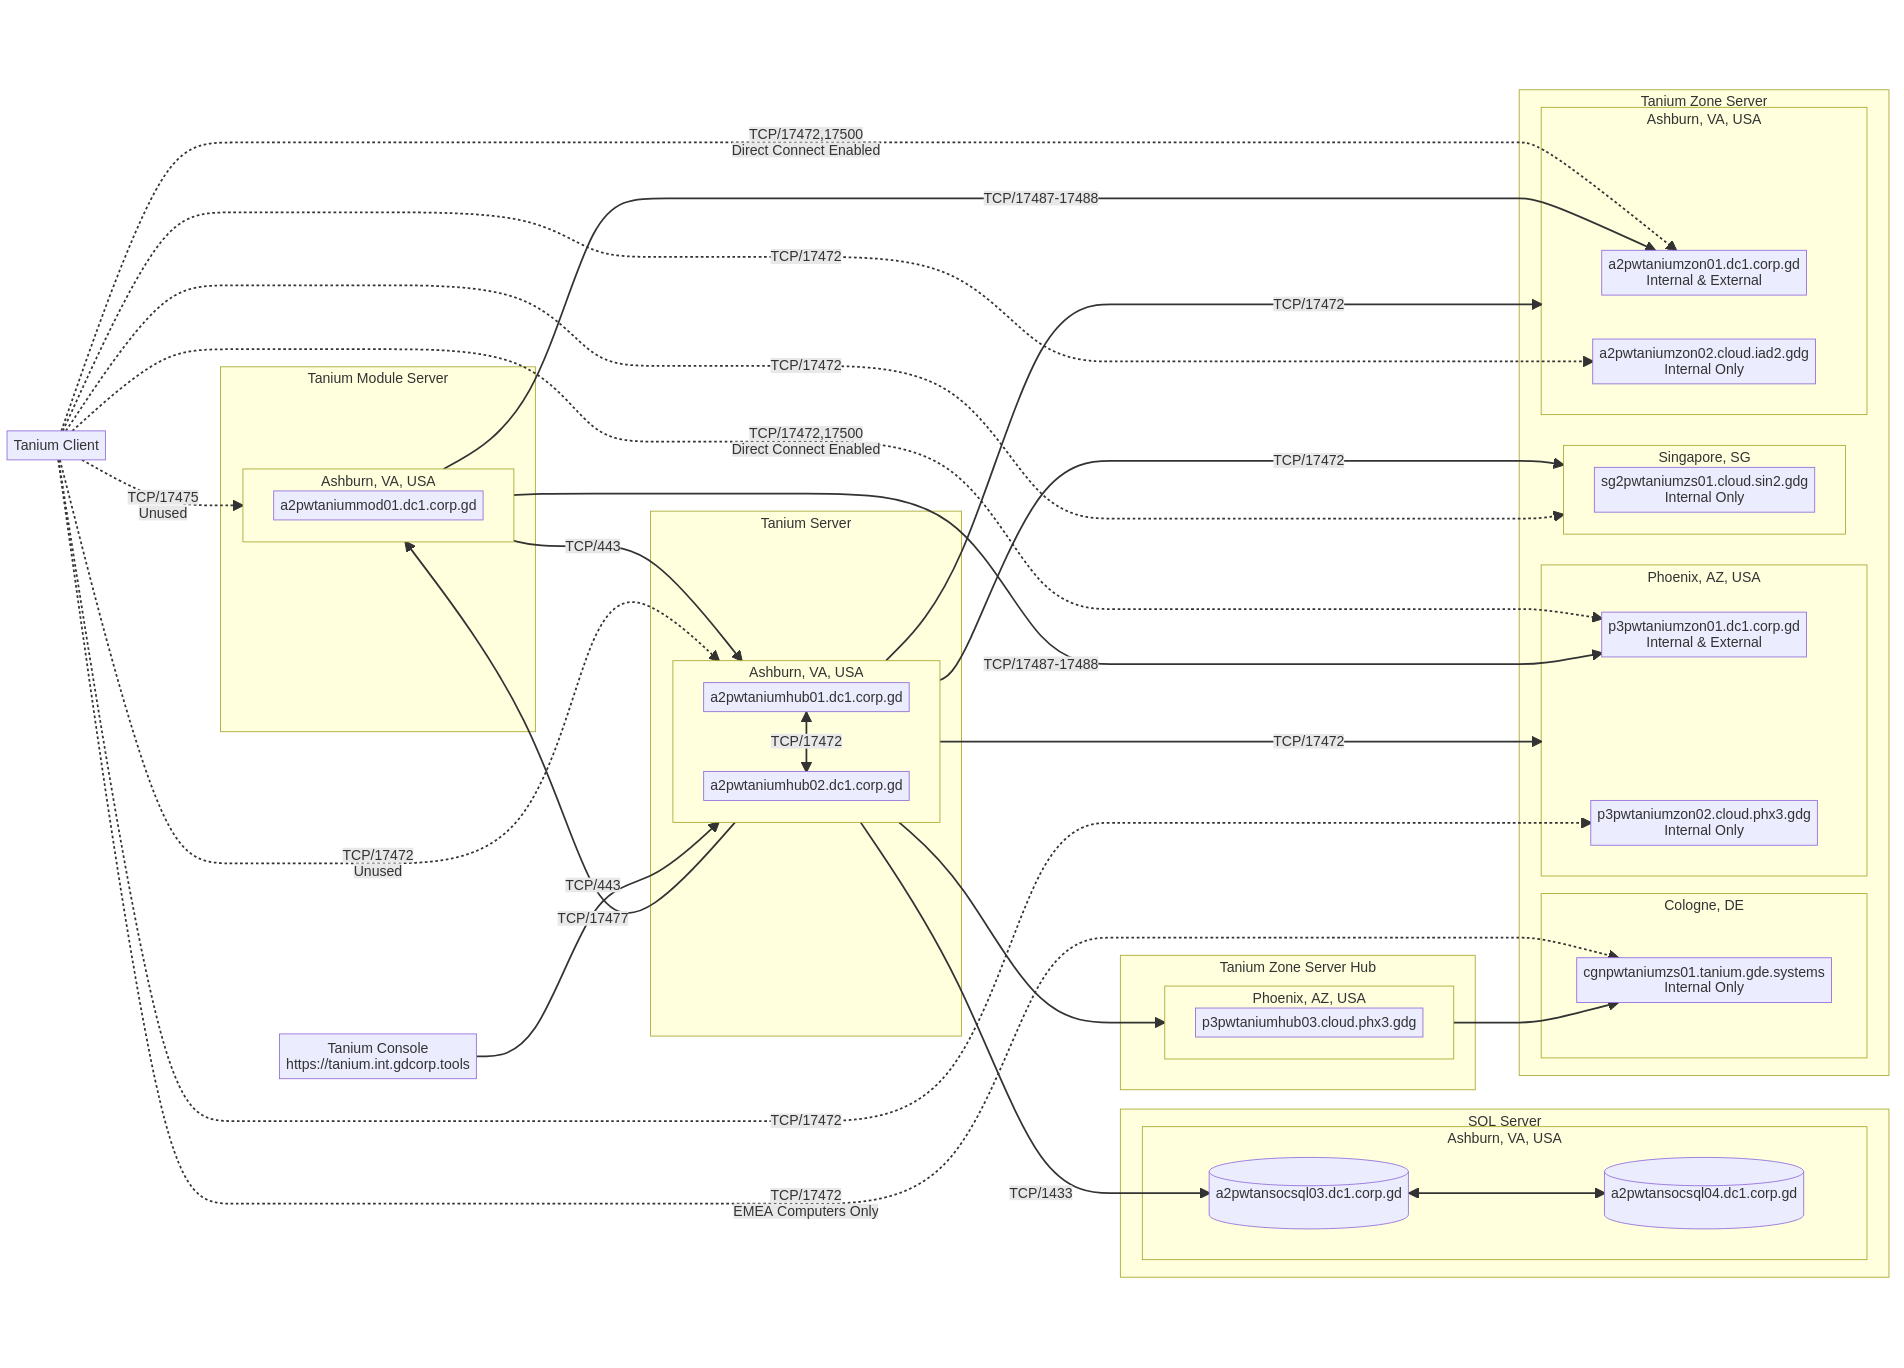 Tanium Zone Server
Ashburn, VA, USA
TCP/17472,17500
Direct Connect Enabled
TCP/17487-17488
TCP/17472
a2pwtaniumzon01.dc1.corp.gd
Internal & External
TCP/17472
a2pwtaniumzon02.cloud.iad2.gdg
Internal Only
TCP/17472
Tanium Module Server
Tanium Client
TCP/17472,17500
Direct Connect Enabled
TCP/17472
Singapore, SG
sg2pwtaniumzs01.cloud.sin2.gdg
Internal Only
Ashburn, VA, USA
a2pwtaniummod01.dc1.corp.gd
TCP/17475
Unused
Tanium Server
TCP/443
Phoenix, AZ, USA
p3pwtaniumzon01.dc1.corp.gd
Internal & External
TCP/17487-17488
Ashburn, VA, USA
a2pwtaniumhub01.dc1.corp.gd
TCP/17472
a2pwtaniumhub02.dc1.corp.gd
TCP/17472
p3pwtaniumzon02.cloud.phx3.gdg
Internal Only
TCP/17472
Unused
TCP/443
TCP/17477
Cologne, DE
cgnpwtaniumzs01.tanium.gde.systems
Internal Only
Tanium Zone Server Hub
Phoenix, AZ, USA
p3pwtaniumhub03.cloud.phx3.gdg
Tanium Console
https://tanium.int.gdcorp.tools
TCP/17472
SQL Server
Ashburn, VA, USA
TCP/17472
EMEA Computers Only
TCP/1433
a2pwtansocsql03.dc1.corp.gd
a2pwtansocsql04.dc1.corp.gd